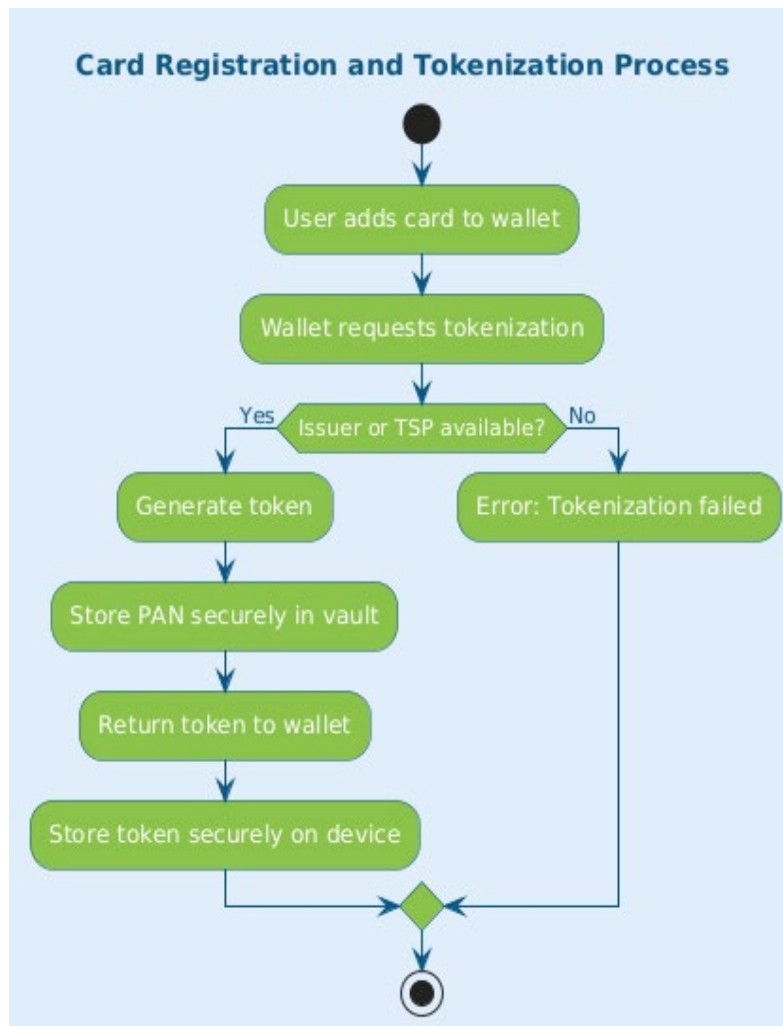 Card Registration and Tokenization Process
User adds card to wallet
Wallet requests tokenization
Issuer or TSP available?
Yes
No
Generate token
Error: Tokenization failed
Store PAN securely in vault
Return token to wallet
Store token securely on device